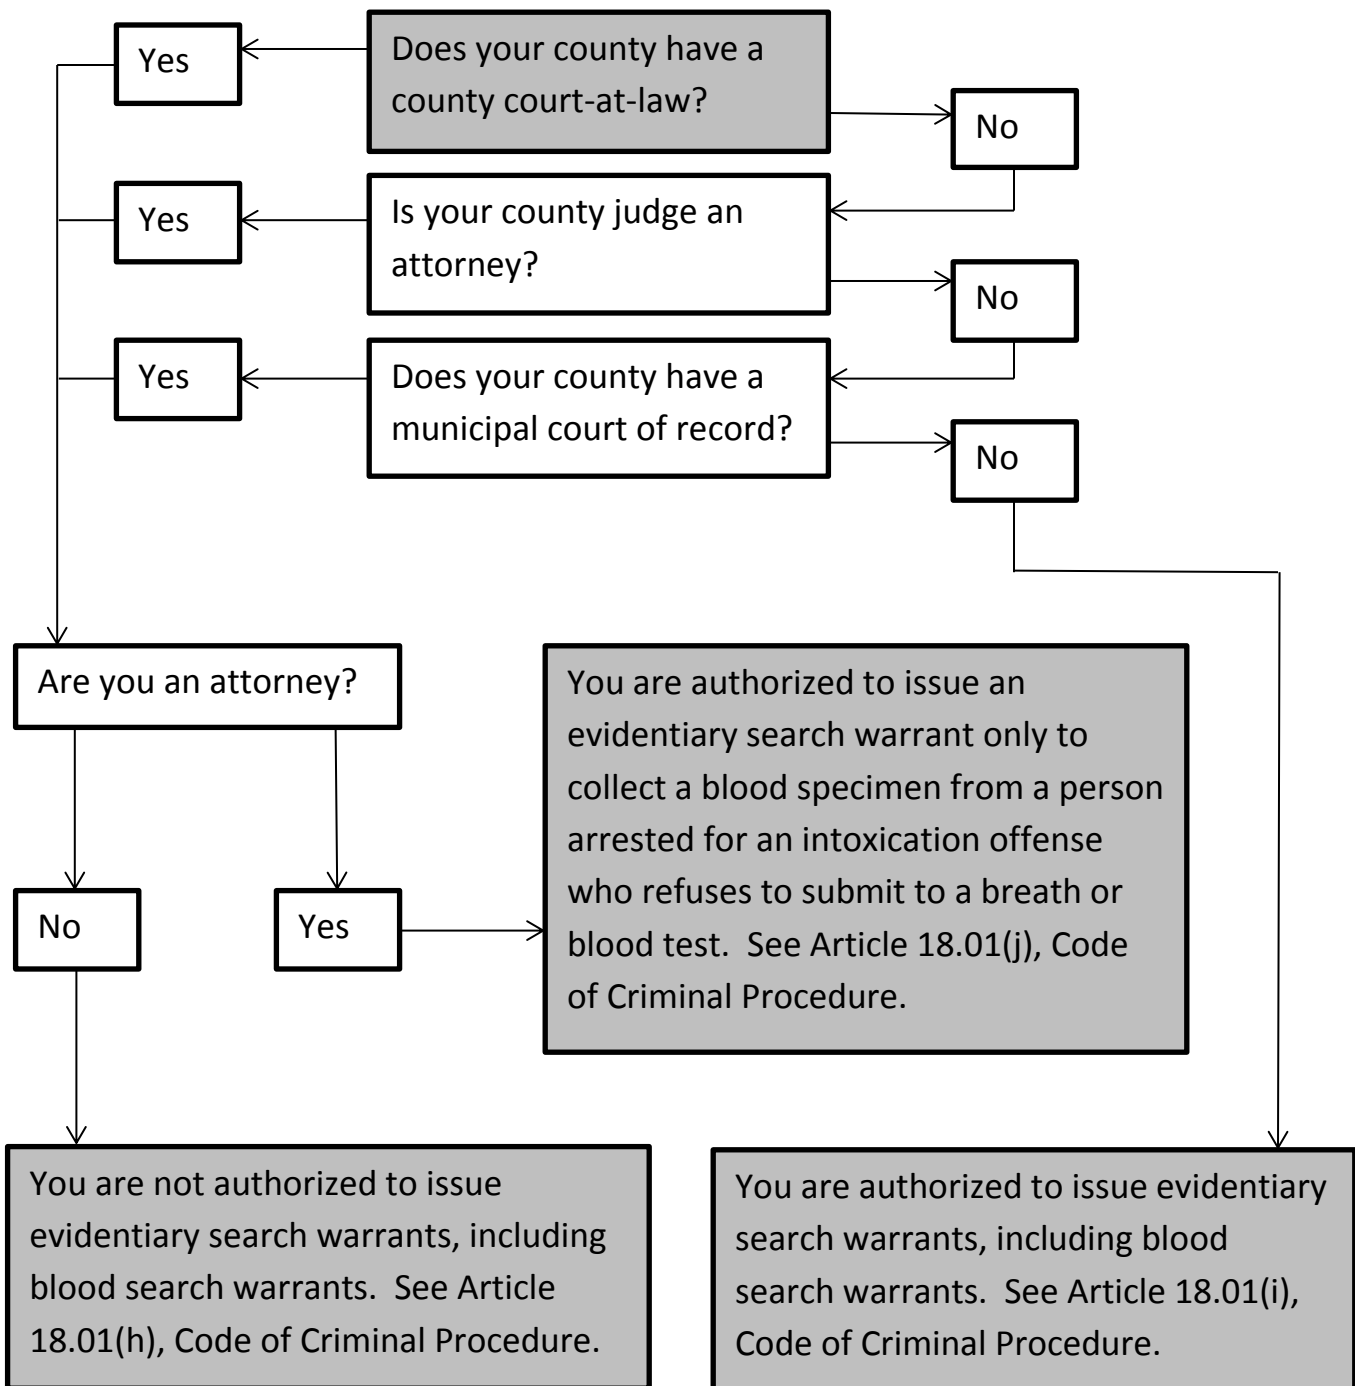 Yes
Does your county have a
county court-at-law?
No
Yes
Is your county judge an
attorney?
No
Yes
Does your county have a
municipal court of record?
No
Are you an attorney?
No
Yes
You are authorized to issue an
evidentiary search warrant only to
collect a blood specimen from a person
arrested for an intoxication offense
who refuses to submit to a breath or
blood test.  See Article 18.01(j), Code
of Criminal Procedure.
You are not authorized to issue
evidentiary search warrants, including
blood search warrants.  See Article
18.01(h), Code of Criminal Procedure.
You are authorized to issue evidentiary
search warrants, including blood
search warrants.  See Article 18.01(i),
Code of Criminal Procedure.